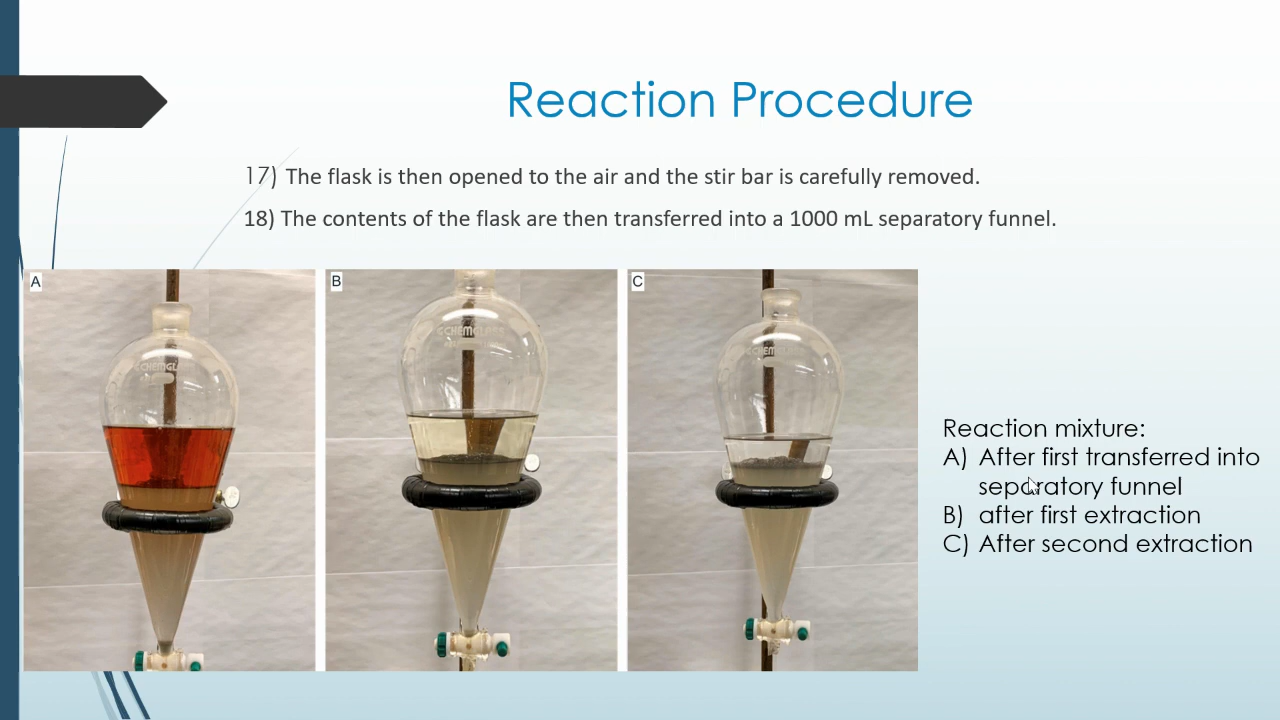 Reaction Procedure
17) The flask is then opened to the air and the stir bar is carefully removed.
18) The contents of the flask are then transferred into a 1000 mL separatory funnel.
A
B
C
CHEMGLASS
Reaction mixture:
A) After first transferred into
separatory funnel
B) after first extraction
C) After second extraction